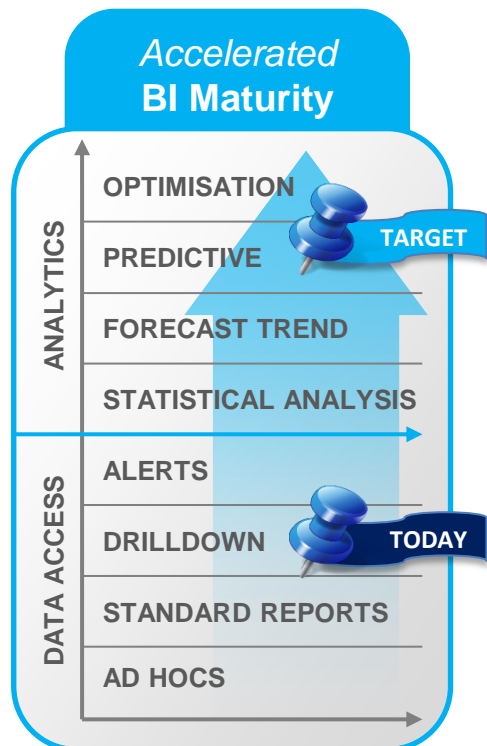 Accelerated
BI Maturity
ANALYTICS
OPTIMISATION
TARGET
PREDICTIVE
FORECAST TREND
STATISTICAL ANALYSIS
DATA ACCESS
ALERTS
DRILLDOWN
TODAY
STANDARD REPORTS
AD HOCS